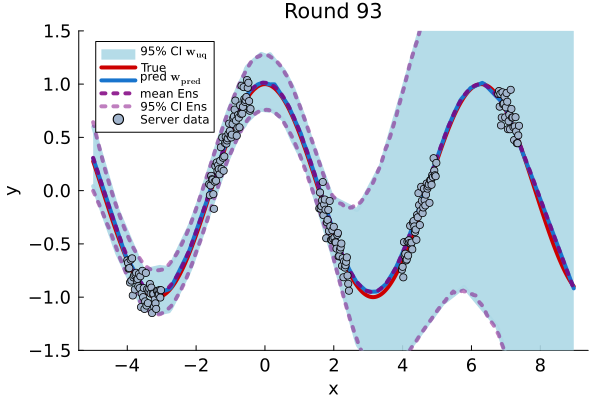 Round 93
1.5
1.0
0.5
0.0
−0.5
−1.0
−1.5
y
95% CI w_uq
True
pred w_pred
mean Ens
95% CI Ens
Server data
−4 −2 0 2 4 6 8
x